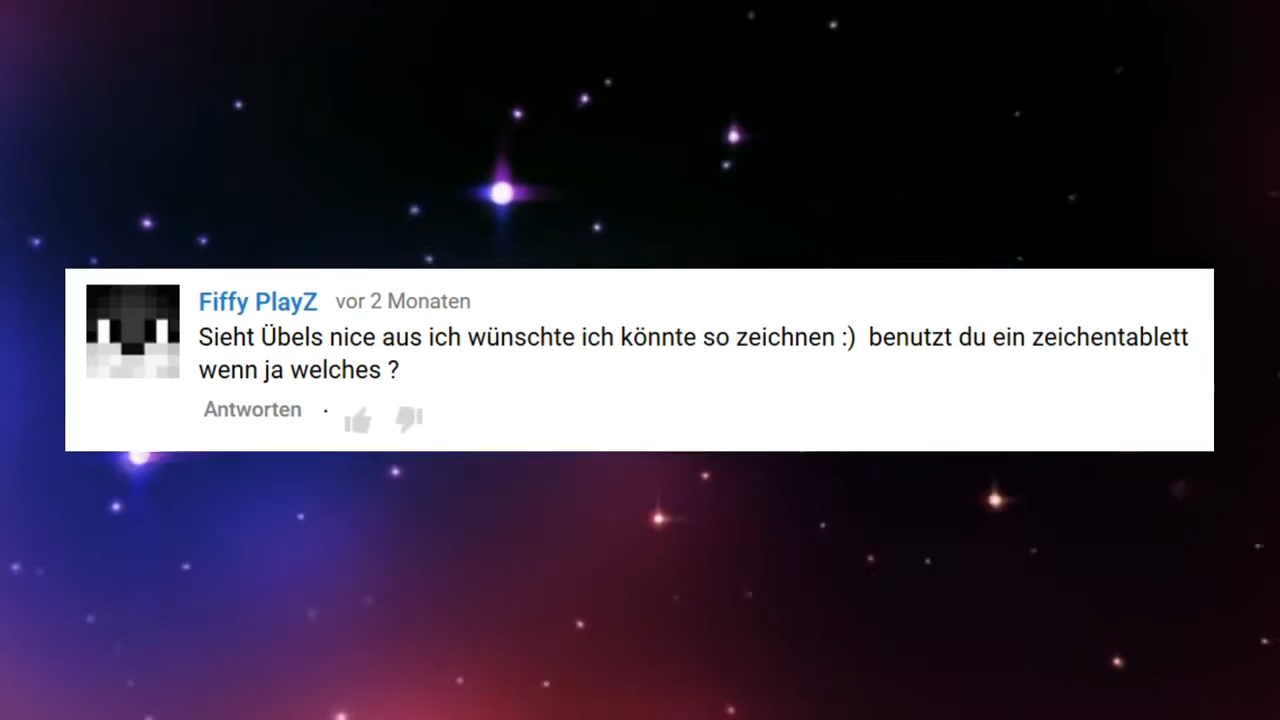 Fiffy PlayZ vor 2 Monaten
Sieht Übels nice aus ich wünschte ich könnte so zeichnen :)  benutzt du ein zeichentablett
wenn ja welches ?
Antworten ·